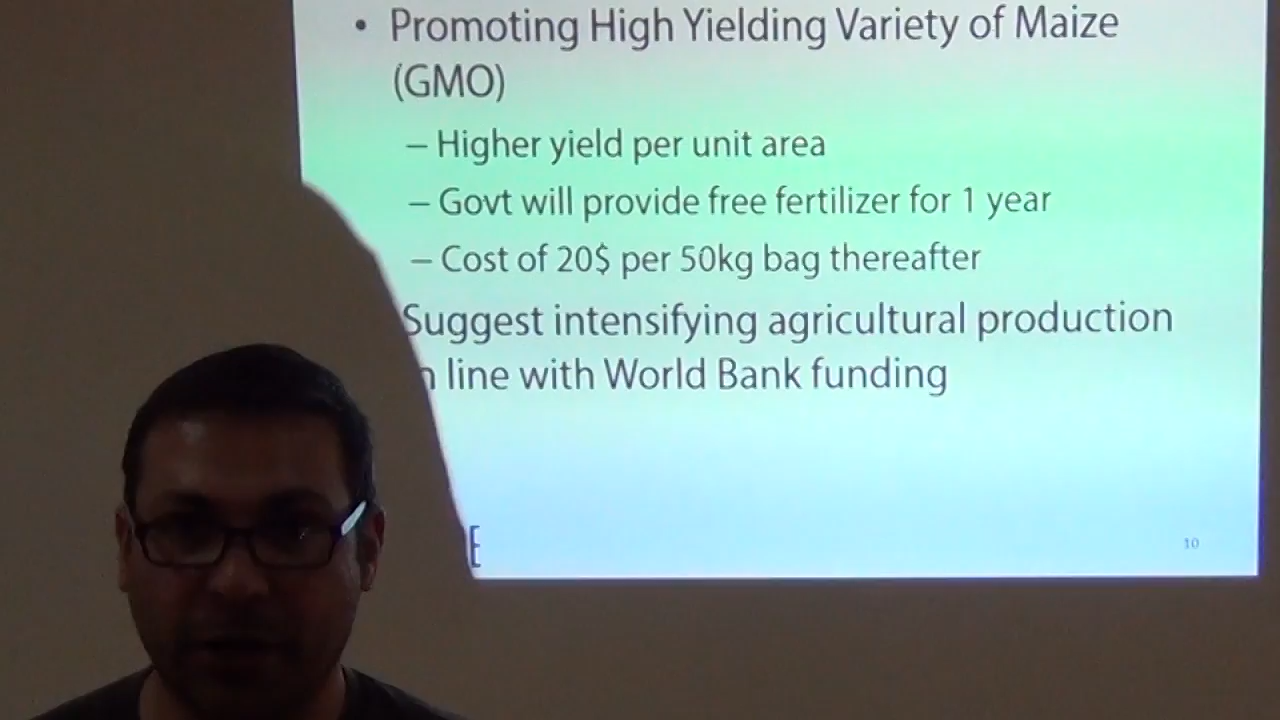 • Promoting High Yielding Variety of Maize
(GMO)
– Higher yield per unit area
– Govt will provide free fertilizer for 1 year
– Cost of 20$ per 50kg bag thereafter
Suggest intensifying agricultural production
n line with World Bank funding
E
10